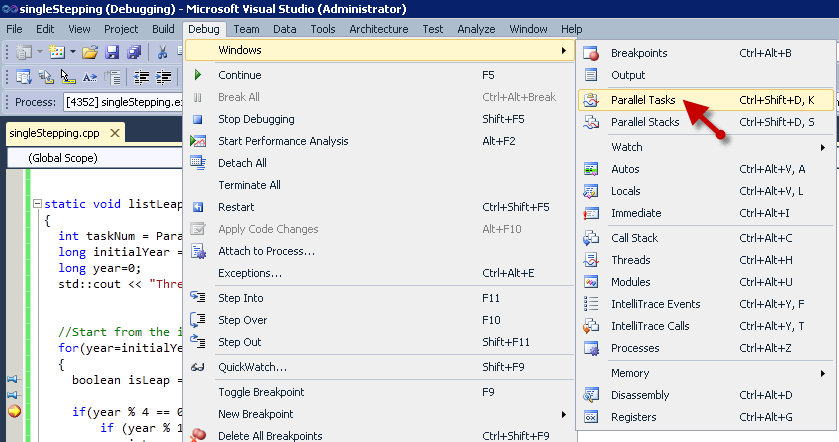 singleStepping (Debugging) - Microsoft Visual Studio (Administrator)
File Edit View Project Build Debug Team Data Tools Architecture Test Analyze Window Help
Process: [4352] singleStepping.e
singleStepping.cpp
(Global Scope)
static void listLeap
{
int taskNum = Para
long initialYear =
long year=0;
std::cout << "Thre
//Start from the i
for(year=initialYe
{
boolean isLeap =
if(year % 4 == 0
if (year % 1
Windows
Continue F5
Break All Ctrl+Alt+Break
Stop Debugging Shift+F5
Start Performance Analysis Alt+F2
Detach All
Terminate All
Restart Ctrl+Shift+F5
Apply Code Changes Alt+F10
Attach to Process...
Exceptions... Ctrl+Alt+E
Step Into F11
Step Over F10
Step Out Shift+F11
QuickWatch... Shift+F9
Toggle Breakpoint F9
New Breakpoint
Delete All Breakpoints Ctrl+Shift+F9
Breakpoints Ctrl+Alt+B
Output
Parallel Tasks Ctrl+Shift+D, K
Parallel Stacks Ctrl+Shift+D, S
Watch
Autos Ctrl+Alt+V, A
Locals Ctrl+Alt+V, L
Immediate Ctrl+Alt+I
Call Stack Ctrl+Alt+C
Threads Ctrl+Alt+H
Modules Ctrl+Alt+U
IntelliTrace Events Ctrl+Alt+Y, F
IntelliTrace Calls Ctrl+Alt+Y, T
Processes Ctrl+Alt+Z
Memory
Disassembly Ctrl+Alt+D
Registers Ctrl+Alt+G